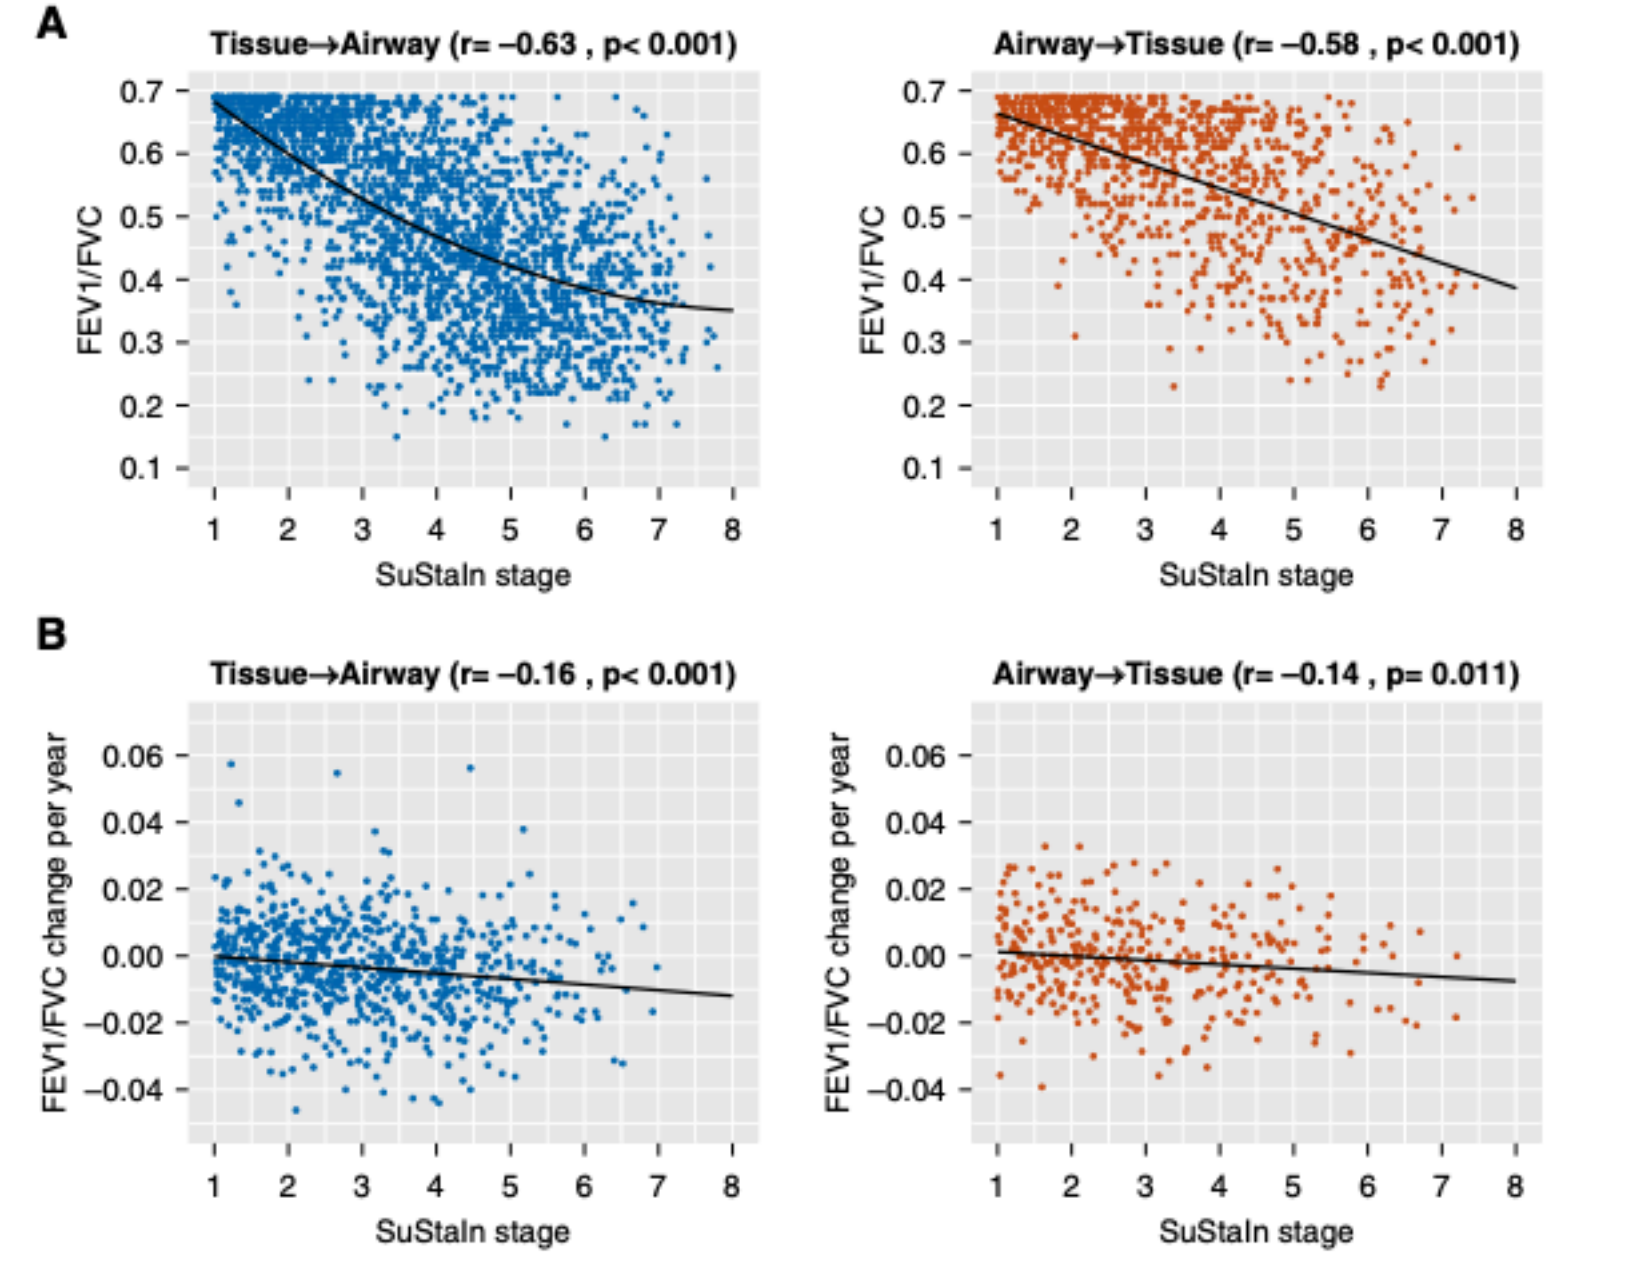 A
Tissue→Airway (r= −0.63 , p< 0.001)
Airway→Tissue (r= −0.58 , p< 0.001)
FEV1/FVC
0.7
0.6
0.5
0.4
0.3
0.2
0.1
1 2 3 4 5 6 7 8
SuStaIn stage
FEV1/FVC
0.7
0.6
0.5
0.4
0.3
0.2
0.1
1 2 3 4 5 6 7 8
SuStaIn stage
B
Tissue→Airway (r= −0.16 , p< 0.001)
Airway→Tissue (r= −0.14 , p= 0.011)
FEV1/FVC change per year
0.06
0.04
0.02
0.00
−0.02
−0.04
1 2 3 4 5 6 7 8
SuStaIn stage
FEV1/FVC change per year
0.06
0.04
0.02
0.00
−0.02
−0.04
1 2 3 4 5 6 7 8
SuStaIn stage